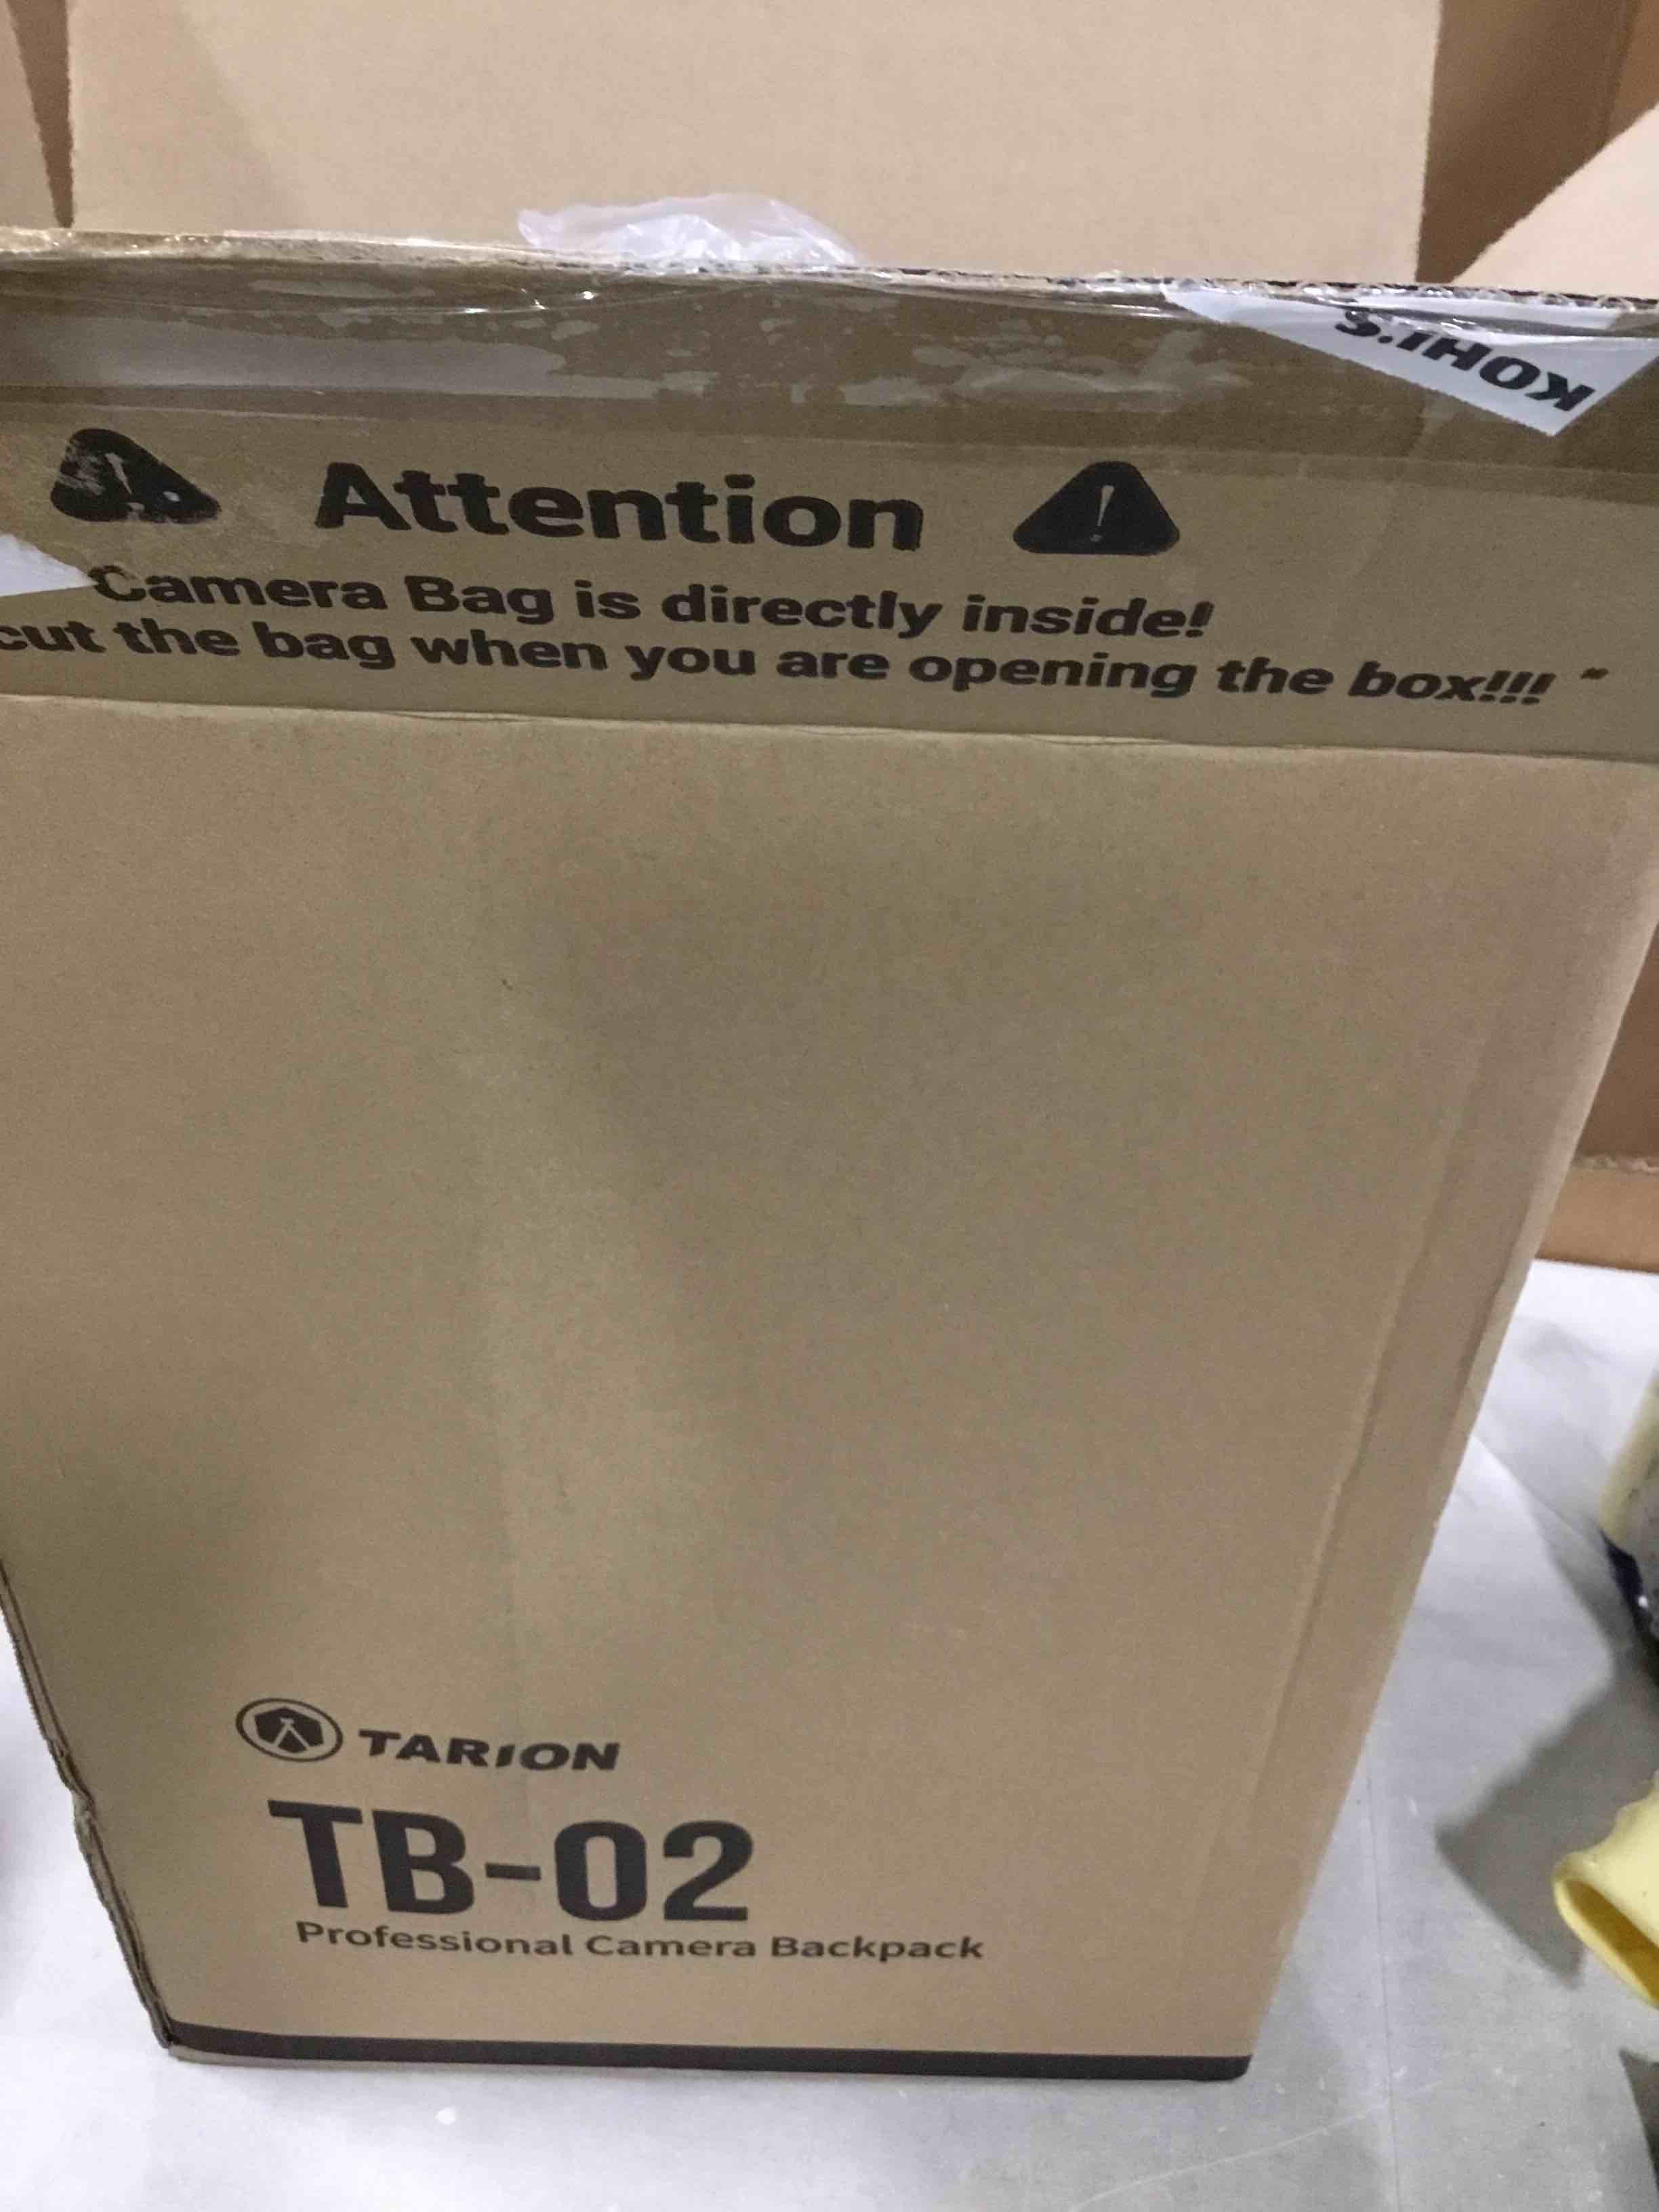 KOHL'S
Attention
Camera Bag is directly inside!
cut the bag when you are opening the box!!! "
TARION
TB-02
Professional Camera Backpack